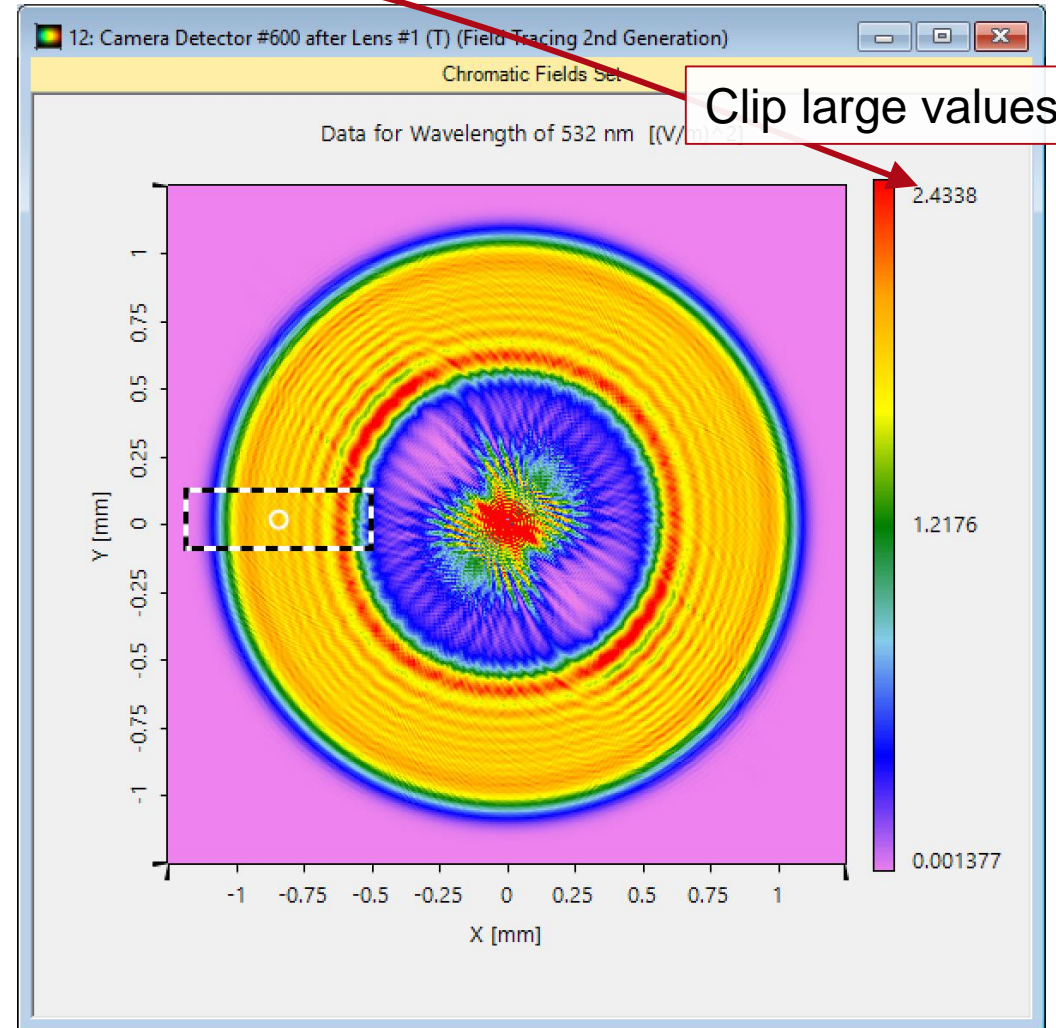 12: Camera Detector #600 after Lens #1 (T) (Field Tracing 2nd Generation)
Chromatic Fields Set
Clip large values
Data for Wavelength of 532 nm [(V/m)^2]
2.4338
1.2176
0.001377
Y [mm]
1
0.75
0.5
0.25
0
-0.25
-0.5
-0.75
-1
-1 -0.75 -0.5 -0.25 0 0.25 0.5 0.75 1
X [mm]